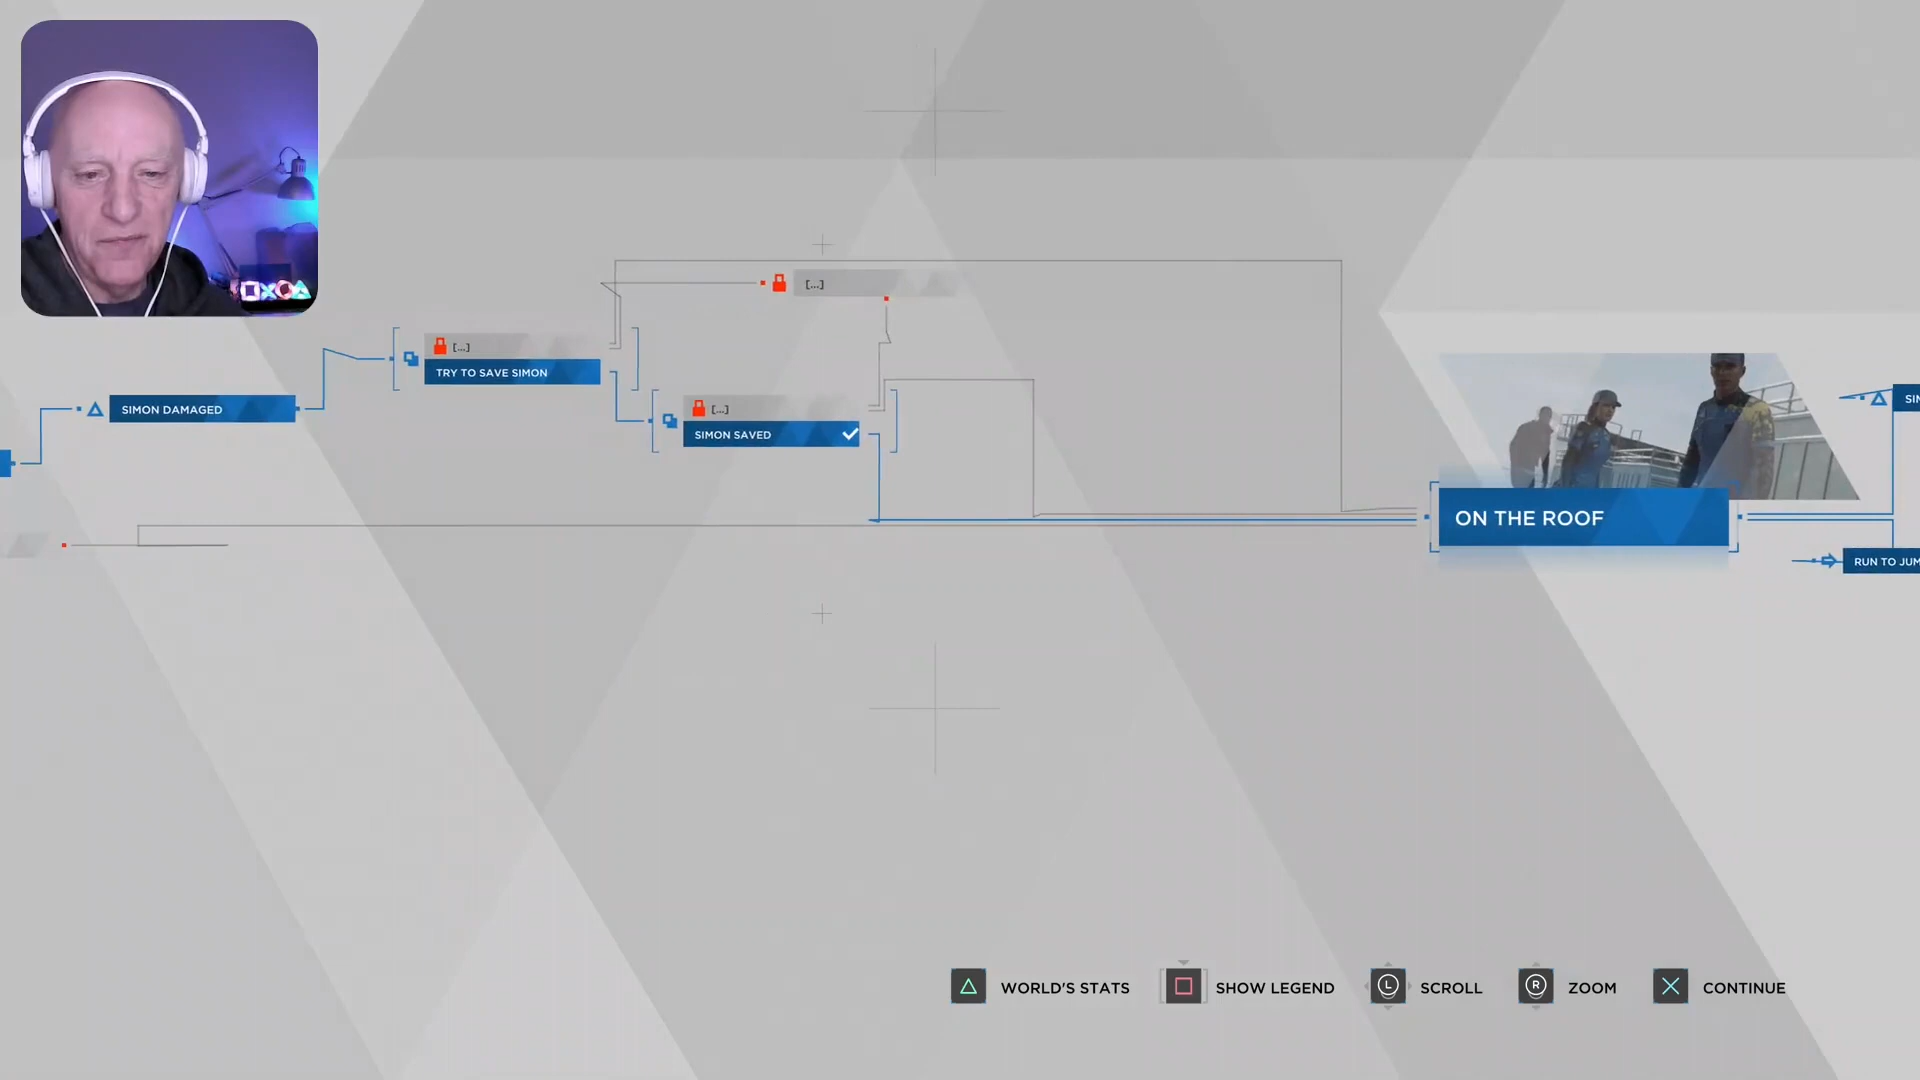 [...]
[...]
TRY TO SAVE SIMON
SIMON DAMAGED
[...]
SIMON SAVED
SIM
ON THE ROOF
RUN TO JUM
WORLD'S STATS
SHOW LEGEND
L
SCROLL
R
ZOOM
CONTINUE